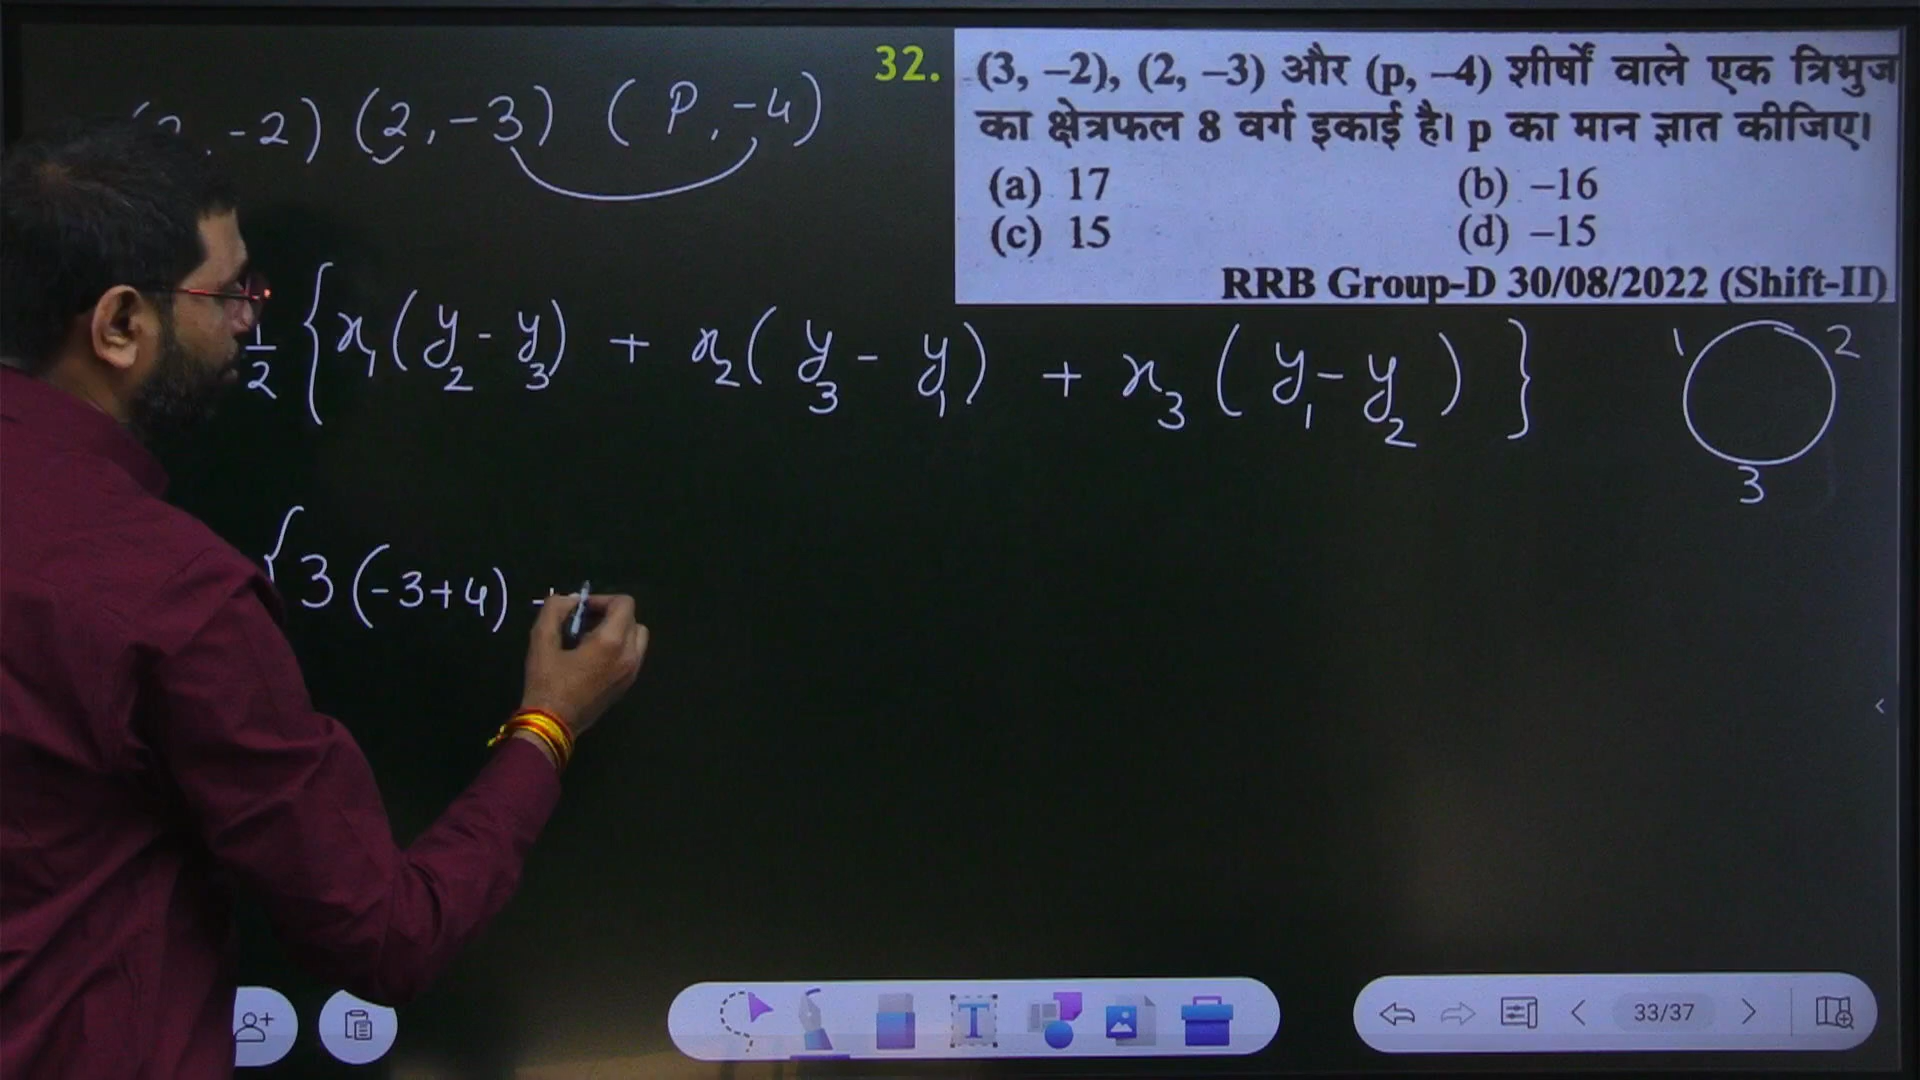 , -2) (2, -3) (P, -4)
32. (3, –2), (2, –3) और (p, –4) शीर्षों वाले एक त्रिभुज
का क्षेत्रफल 8 वर्ग इकाई है। p का मान ज्ञात कीजिए।
(a) 17 (b) –16
(c) 15 (d) –15
RRB Group-D 30/08/2022 (Shift-II)
1/2 { x₁(y₂ - y₃) + x₂(y₃ - y₁) + x₃(y₁ - y₂) }
1 2
3
{ 3(-3+4) +
T
33/37